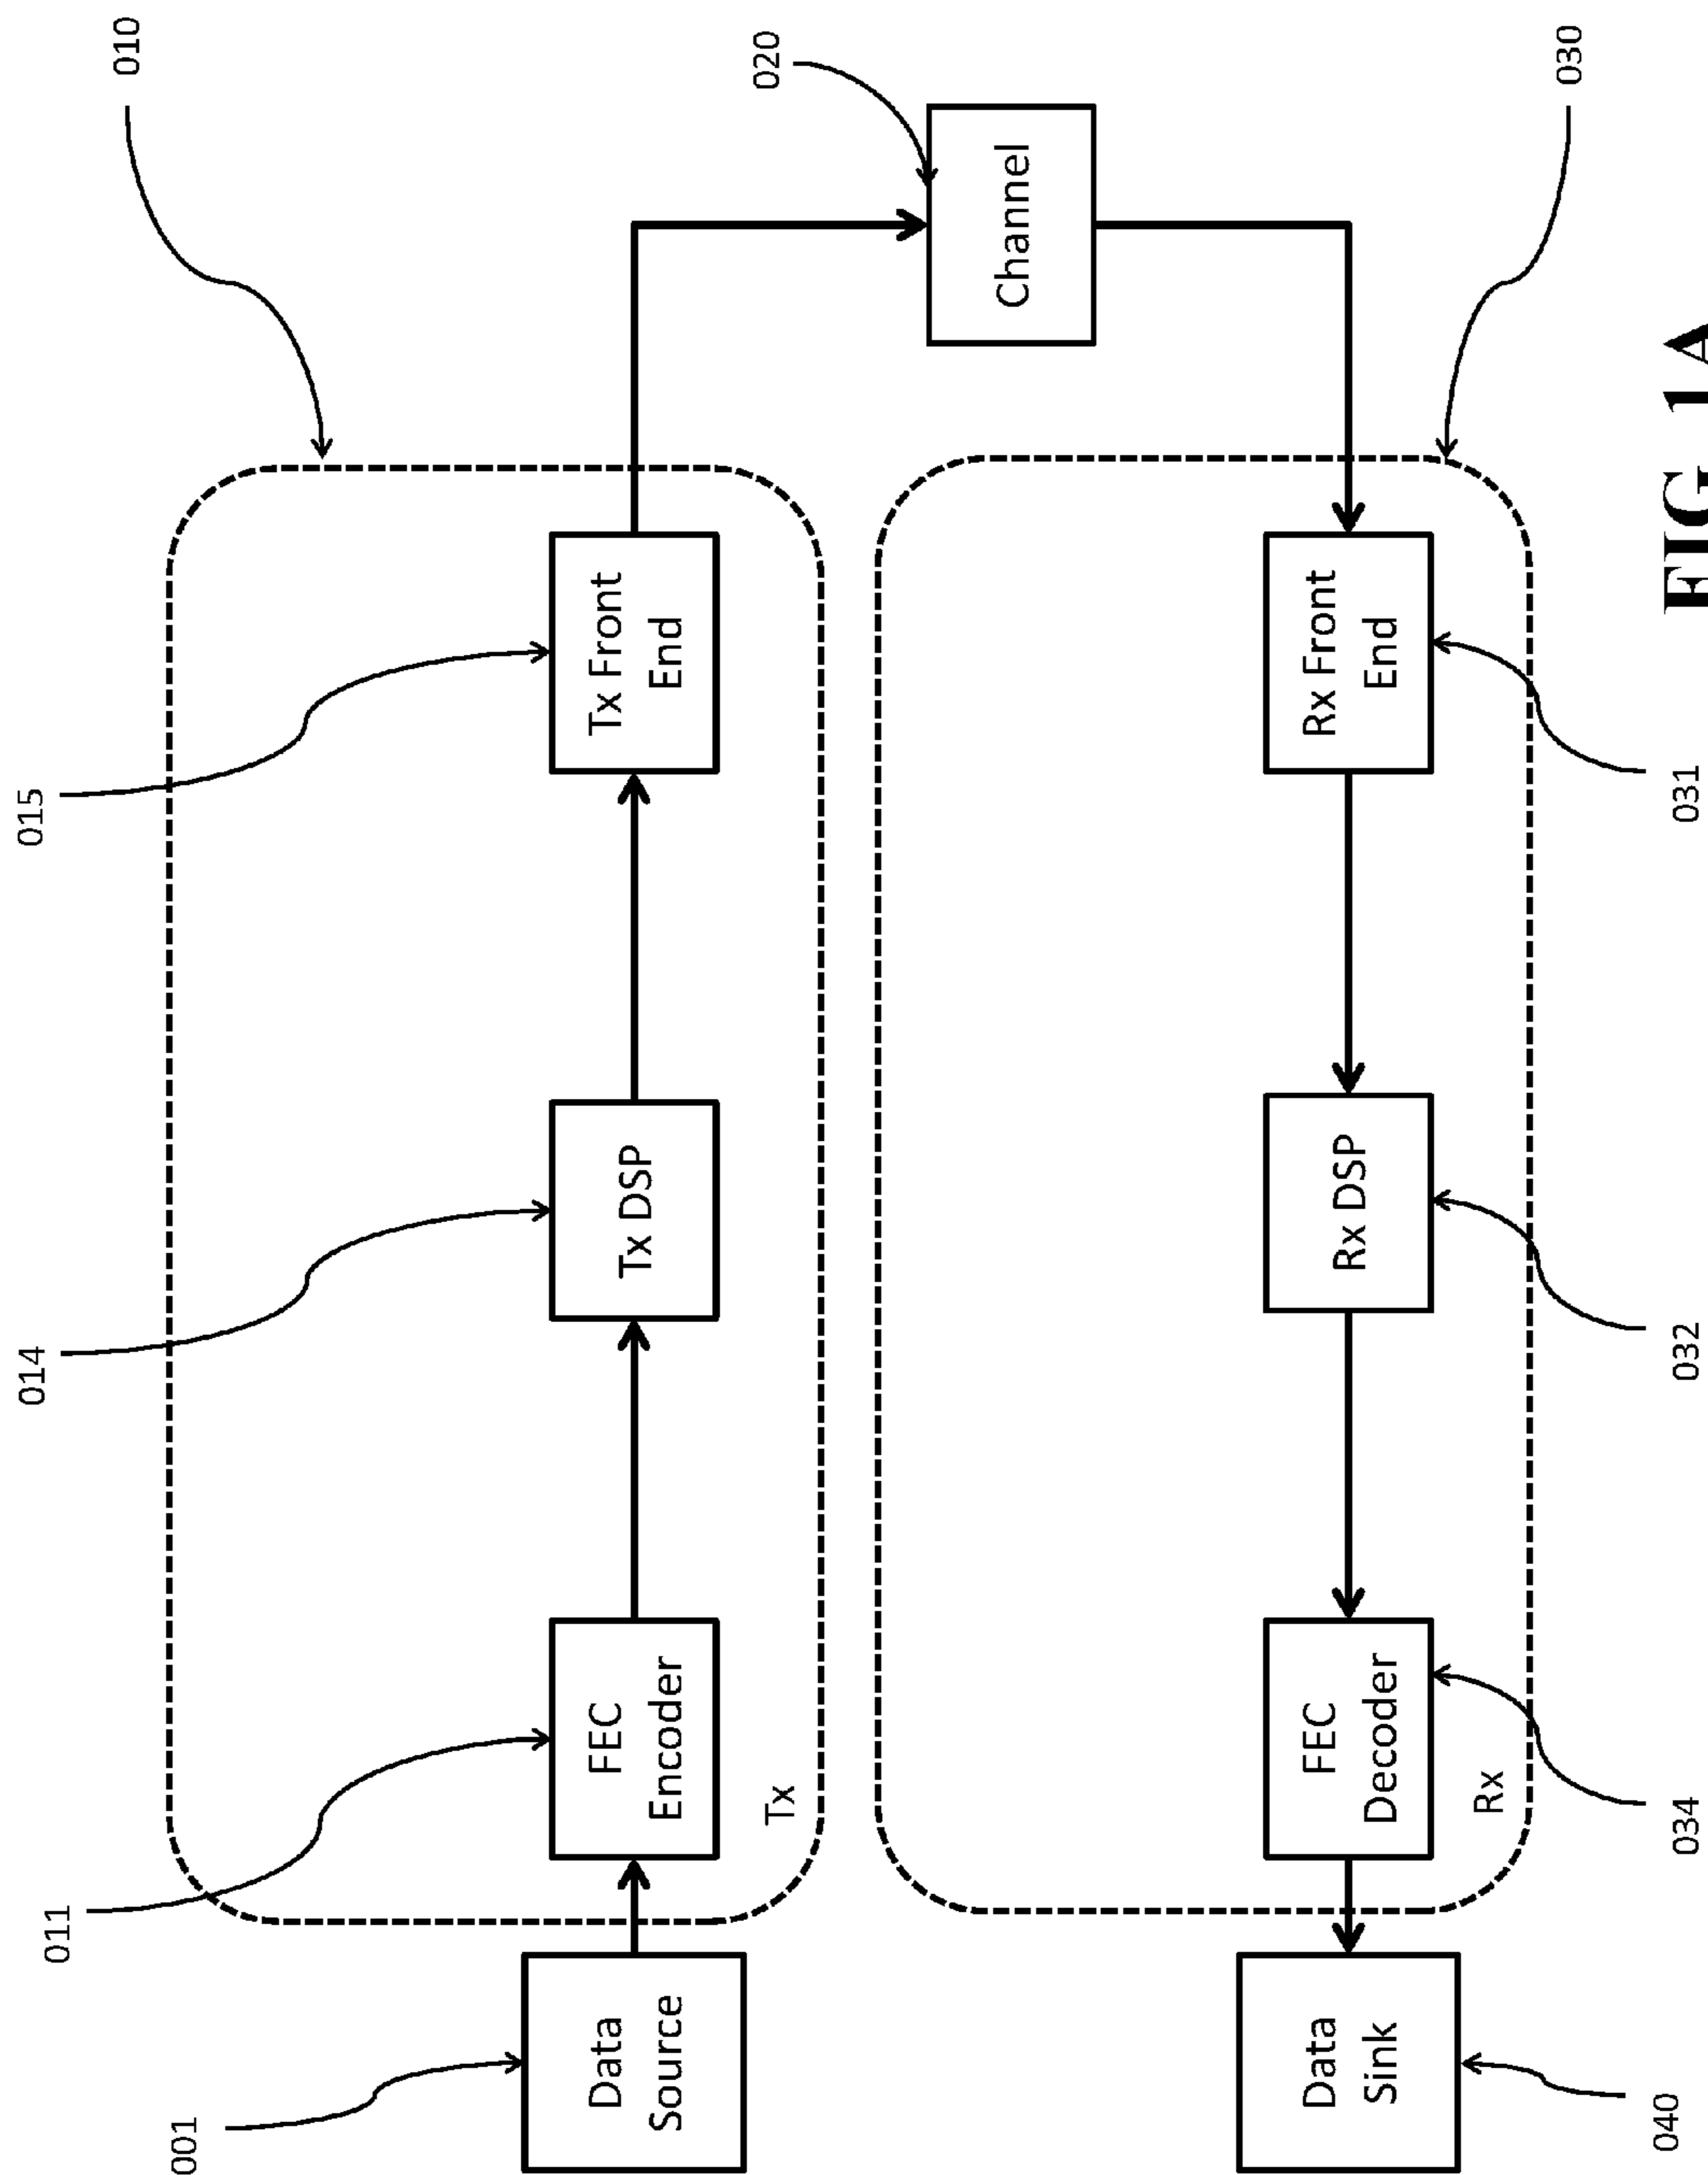 010
015
014
011
001
Data
Source
FEC
Encoder
Tx DSP
Tx Front
End
Tx
020
Channel
030
Data
Sink
FEC
Decoder
Rx DSP
Rx Front
End
Rx
040
034
032
031
FIG. 1A